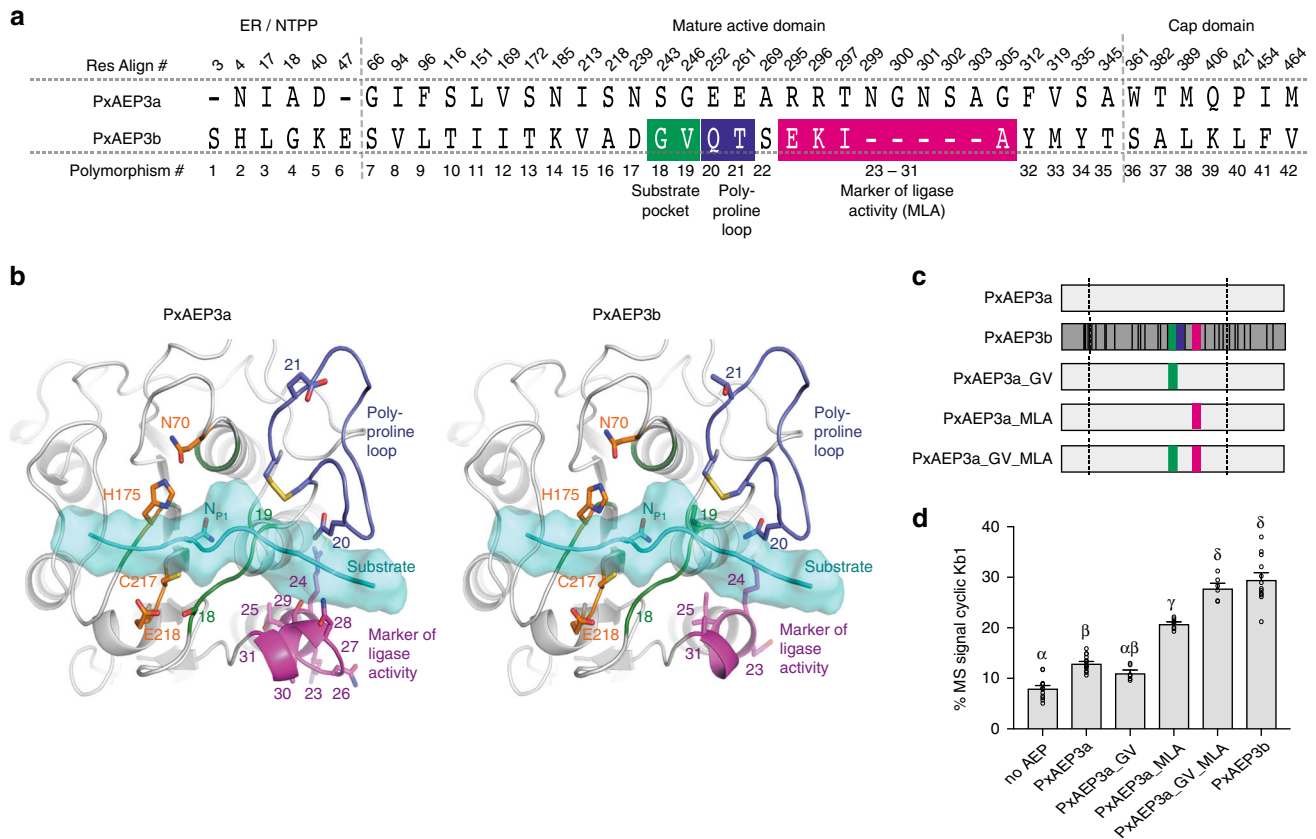 a
ER / NTPP Mature active domain Cap domain
Res Align # 3 4 17 18 40 47 66 94 96 116 151 169 172 185 213 218 239 243 246 252 261 269 295 296 297 299 300 301 302 303 305 312 319 335 345 361 382 389 406 421 454 464
PxAEP3a - N I A D - G I F S L V S N I S N S G E E A R R T N G N S A G F V S A W T M Q P I M
PxAEP3b S H L G K E S V L T I I T K V A D G V Q T S E K I - - - - - A Y M Y T S A L K L F V
Polymorphism # 1 2 3 4 5 6 7 8 9 10 11 12 13 14 15 16 17 18 19 20 21 22 23 – 31 32 33 34 35 36 37 38 39 40 41 42
Substrate pocket
Poly-proline loop
Marker of ligase activity (MLA)
b
PxAEP3a
21
Poly-proline loop
N70
H175
NP1
19
20
Substrate
C217
24
29
25
18
28
E218
27
Marker of ligase activity
31
30
23
26
PxAEP3b
21
Poly-proline loop
N70
H175
NP1
19
20
Substrate
C217
24
25
18
E218
31
23
Marker of ligase activity
c
PxAEP3a
PxAEP3b
PxAEP3a_GV
PxAEP3a_MLA
PxAEP3a_GV_MLA
d
% MS signal cyclic Kb1
40
30
20
10
0
α
β
αβ
γ
δ
δ
no AEP
PxAEP3a
PxAEP3a_GV
PxAEP3a_MLA
PxAEP3a_GV_MLA
PxAEP3b